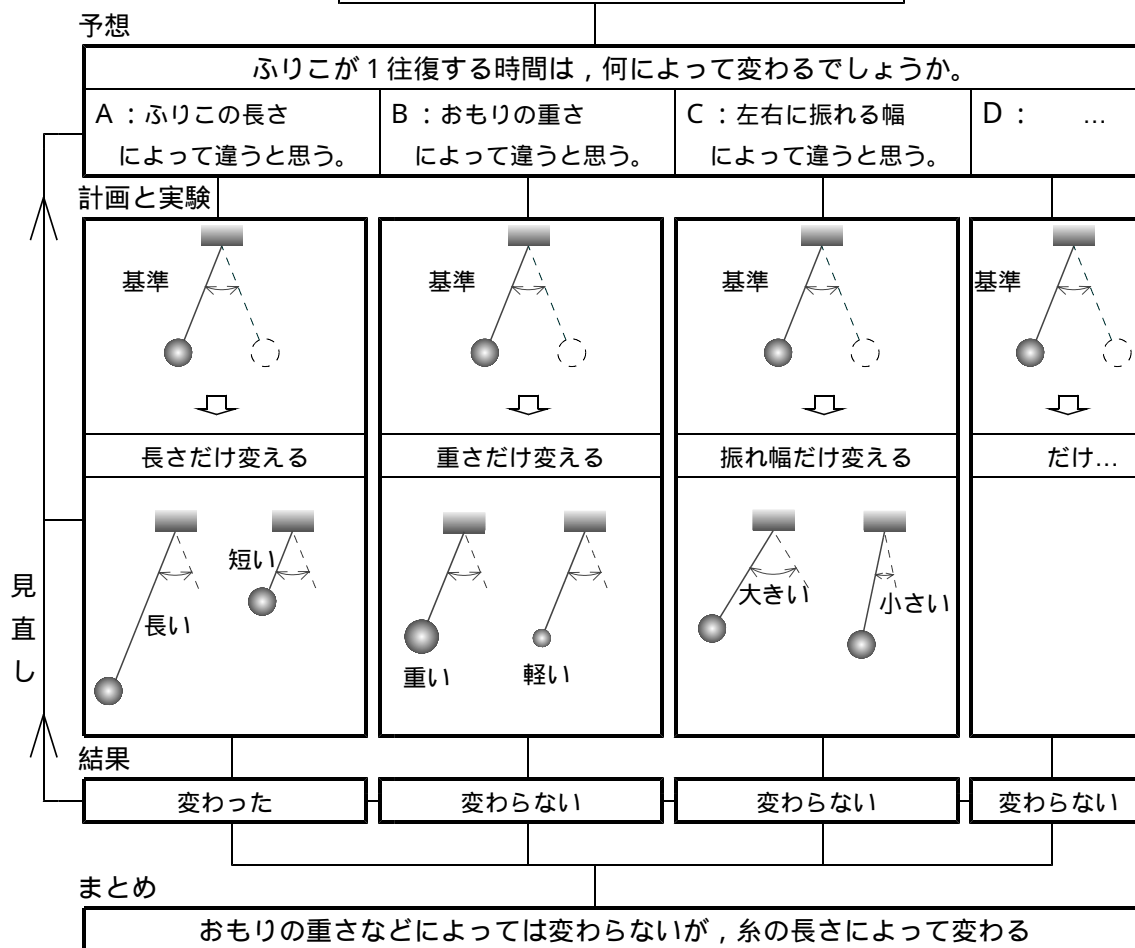 予想
ふりこが１往復する時間は，何によって変わるでしょうか。
Ａ：ふりこの長さ
によって違うと思う。
Ｂ：おもりの重さ
によって違うと思う。
Ｃ：左右に振れる幅
によって違うと思う。
Ｄ： …
計画と実験
基準
基準
基準
基準
長さだけ変える
重さだけ変える
振れ幅だけ変える
だけ…
短い
長い
重い
軽い
大きい
小さい
見直し
結果
変わった
変わらない
変わらない
変わらない
まとめ
おもりの重さなどによっては変わらないが，糸の長さによって変わる